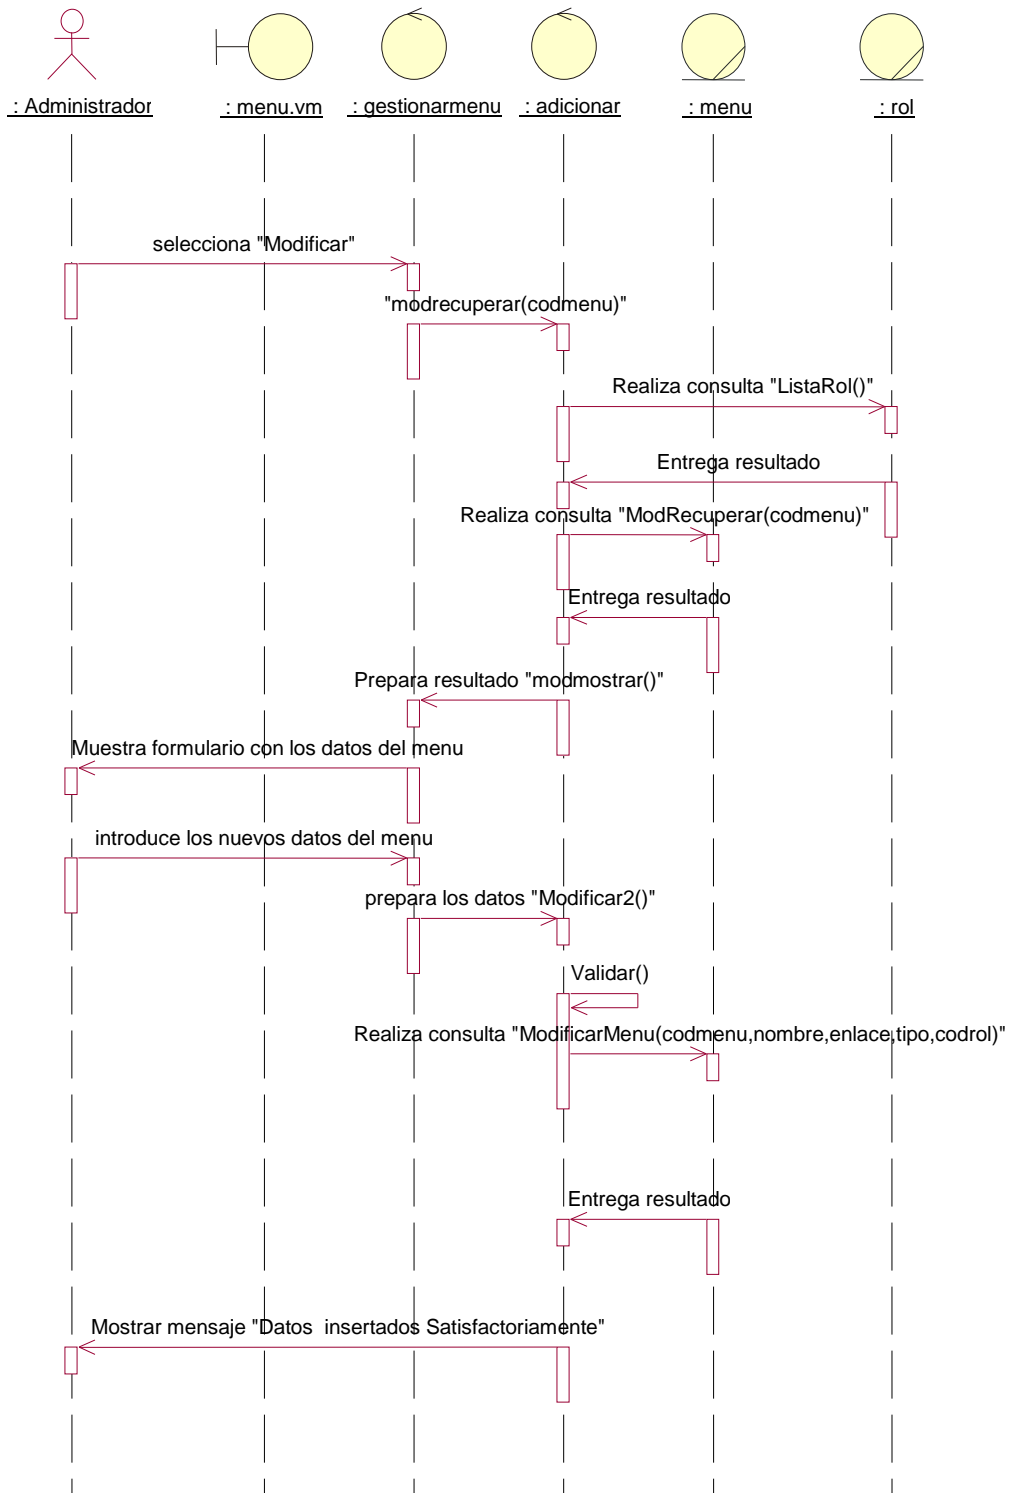 : Administrador
: menu.vm
: gestionarmenu
: adicionar
: menu
: rol
selecciona "Modificar"
"modrecuperar(codmenu)"
Realiza consulta "ListaRol()"
Entrega resultado
Realiza consulta "ModRecuperar(codmenu)"
Entrega resultado
Prepara resultado "modmostrar()"
Muestra formulario con los datos del menu
introduce los nuevos datos del menu
prepara los datos "Modificar2()"
Validar()
Realiza consulta "ModificarMenu(codmenu,nombre,enlace,tipo,codrol)"
Entrega resultado
Mostrar mensaje "Datos  insertados Satisfactoriamente"